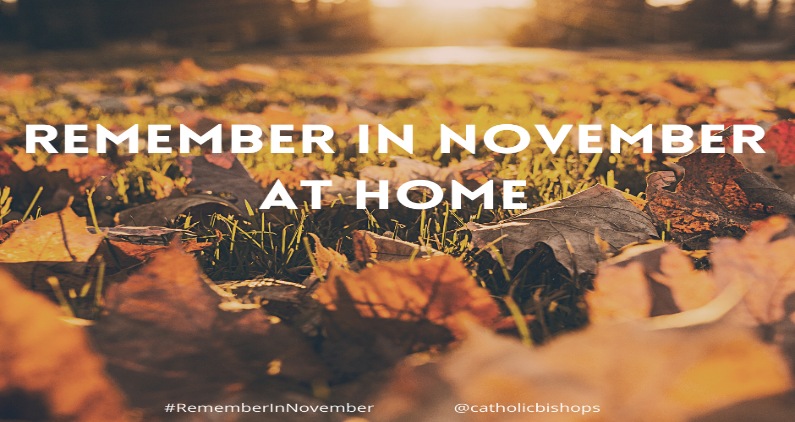 REMEMBER IN NOVEMBER
AT HOME
#RememberInNovember @catholicbishops